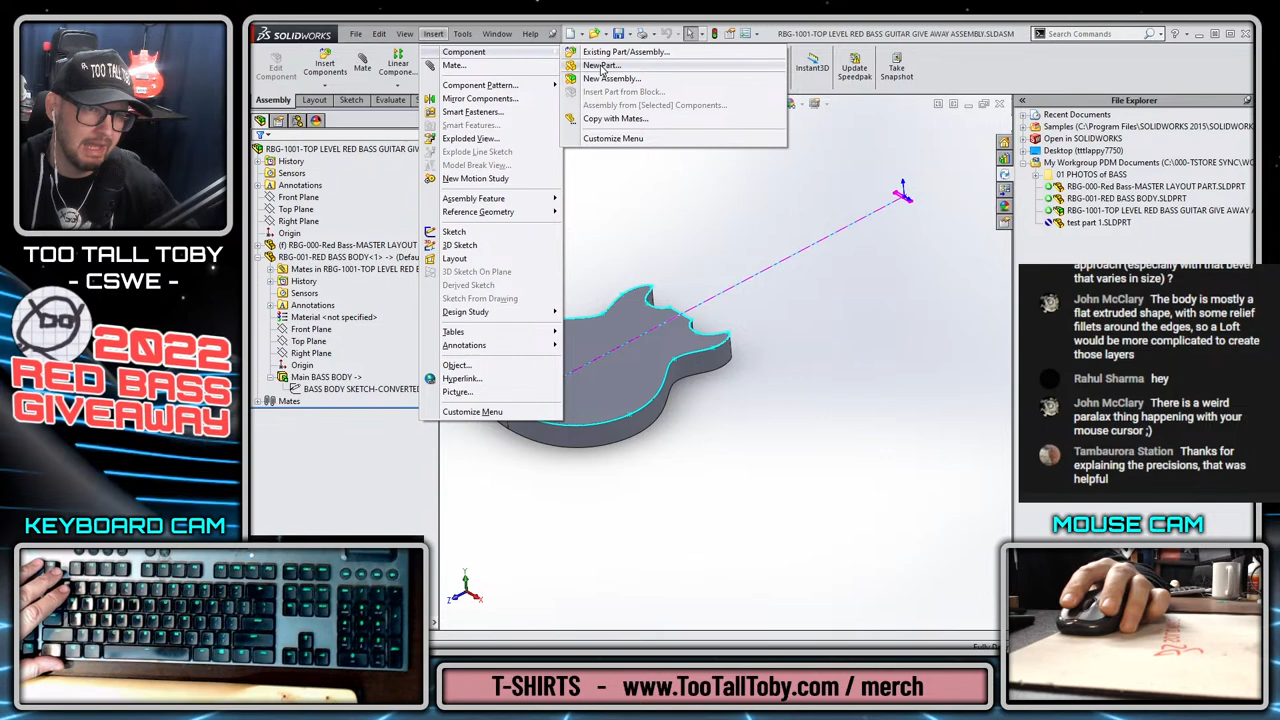 TOO TALL TOBY
TOO TALL TOBY
- CSWE -
2022
RED BASS
GIVEAWAY
KEYBOARD CAM
SOLIDWORKS
File
Edit
View
Insert
Tools
Window
Help
RBG-1001-TOP LEVEL RED BASS GUITAR GIVE AWAY ASSEMBLY.SLDASM
Search Commands
Edit
Component
Insert
Components
Mate
Linear
Component
Instant3D
Update
Speedpak
Take
Snapshot
Assembly
Layout
Sketch
Evaluate
RBG-1001-TOP LEVEL RED BASS GUITAR GIV
History
Sensors
Annotations
Front Plane
Top Plane
Right Plane
Origin
(f) RBG-000-Red Bass-MASTER LAYOUT
RBG-001-RED BASS BODY<1> -> (Defau
Mates in RBG-1001-TOP LEVEL RED B
History
Sensors
Annotations
Material <not specified>
Front Plane
Top Plane
Right Plane
Origin
Main BASS BODY ->
BASS BODY SKETCH-CONVERTED
Mates
Component
Mate...
Component Pattern...
Mirror Components...
Smart Fasteners...
Smart Features...
Exploded View...
Explode Line Sketch
Model Break View...
New Motion Study
Assembly Feature
Reference Geometry
Sketch
3D Sketch
Layout
3D Sketch On Plane
Derived Sketch
Sketch From Drawing
Design Study
Tables
Annotations
Object...
Hyperlink...
Picture...
Customize Menu
Existing Part/Assembly...
New Part...
New Assembly...
Insert Part from Block...
Assembly from [Selected] Components...
Copy with Mates...
Customize Menu
Y
Z
X
File Explorer
Recent Documents
Samples (C:\Program Files\SOLIDWORKS 2015\SAMPL
Open in SOLIDWORKS
Desktop (tttlappy7750)
My Workgroup PDM Documents (C:\000-TSTORE SYNC\W
01 PHOTOS of BASS
RBG-000-Red Bass-MASTER LAYOUT PART.SLDPRT
RBG-001-RED BASS BODY.SLDPRT
RBG-1001-TOP LEVEL RED BASS GUITAR GIVE AWAY
test part 1.SLDPRT
approach (especially with that bevel
that varies in size) ?
John McClary The body is mostly a
flat extruded shape, with some relief
fillets around the edges, so a Loft
would be more complicated to create
those layers
Rahul Sharma hey
John McClary There is a weird
paralax thing happening with your
mouse cursor ;)
Tambaurora Station Thanks for
explaining the precisions, that was
helpful
MOUSE CAM
T-SHIRTS - www.TooTallToby.com / merch